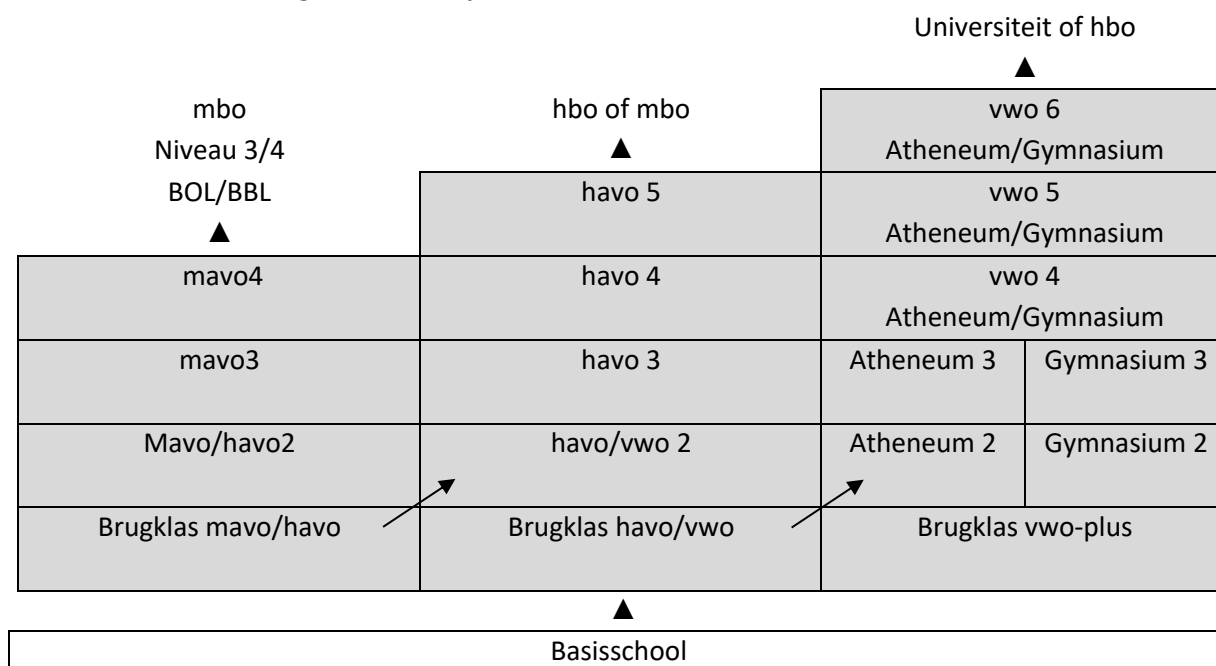 Universiteit of hbo
▲
mbo
Niveau 3/4
BOL/BBL
▲
hbo of mbo
▲
vwo 6
Atheneum/Gymnasium
havo 5
vwo 5
Atheneum/Gymnasium
mavo4
havo 4
vwo 4
Atheneum/Gymnasium
mavo3
havo 3
Atheneum 3
Gymnasium 3
Mavo/havo2
havo/vwo 2
Atheneum 2
Gymnasium 2
Brugklas mavo/havo
Brugklas havo/vwo
Brugklas vwo-plus
▲
Basisschool